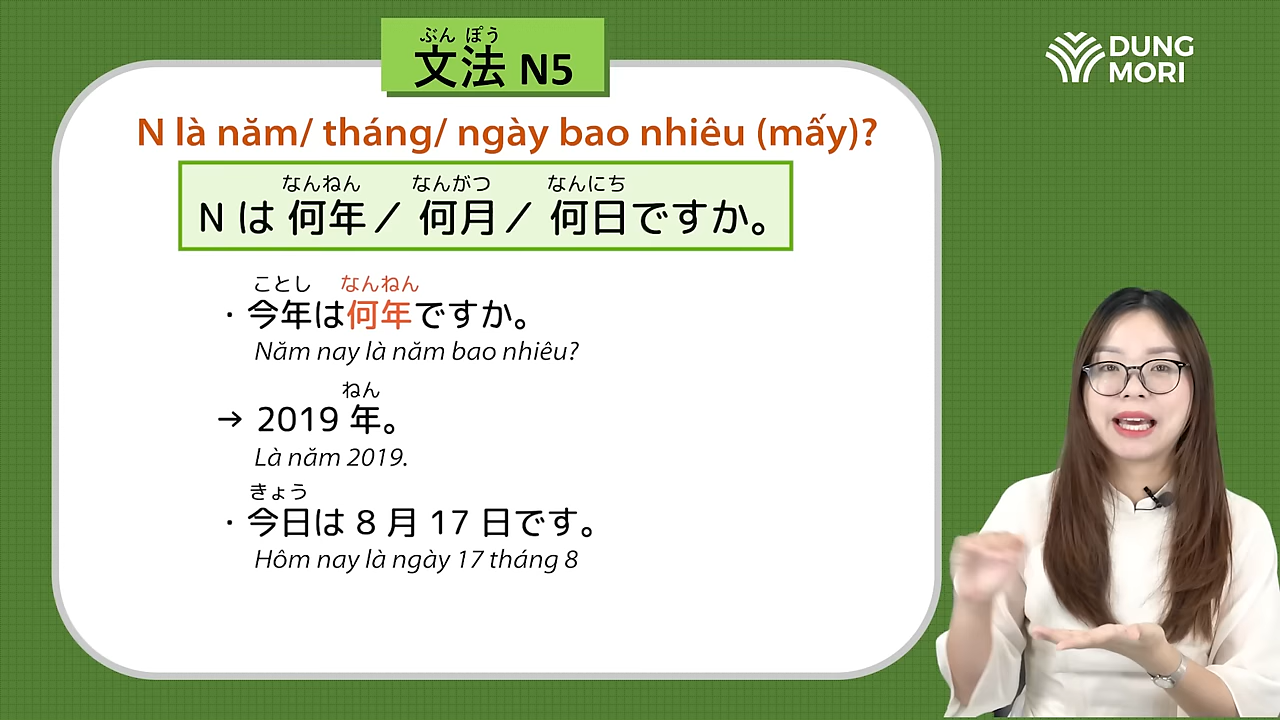 ぶん ぽう
文法 N5
DUNG
MORI
N là năm/ tháng/ ngày bao nhiêu (mấy)?
なんねん なんがつ なんにち
N は 何年／ 何月／ 何日ですか。
ことし なんねん
・今年は何年ですか。
Năm nay là năm bao nhiêu?
ねん
→ 2019 年。
Là năm 2019.
きょう
・今日は 8 月 17 日です。
Hôm nay là ngày 17 tháng 8